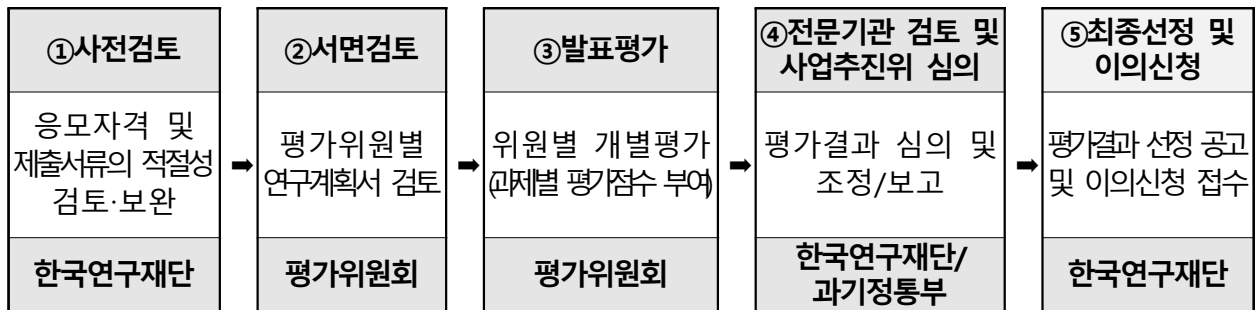 ①사전검토
응모자격 및
제출서류의 적절성
검토·보완
한국연구재단
➡
②서면검토
평가위원별
연구계획서 검토
평가위원회
➡
③발표평가
위원별 개별평가
(과제별 평가점수 부여)
평가위원회
➡
④전문기관 검토 및
사업추진위 심의
평가결과 심의 및
조정/보고
한국연구재단/
과기정통부
➡
⑤최종선정 및
이의신청
평가결과 선정 공고
및 이의신청 접수
한국연구재단